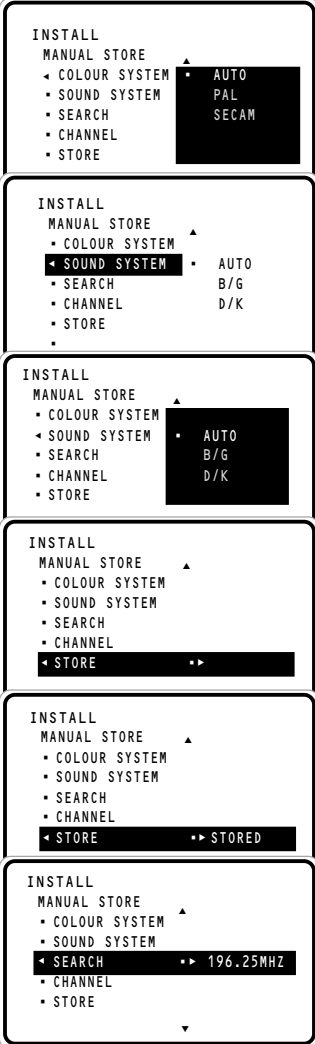 INSTALL
MANUAL STORE ▲
◄ COLOUR SYSTEM ▪ AUTO
▪ SOUND SYSTEM PAL
▪ SEARCH SECAM
▪ CHANNEL
▪ STORE
INSTALL
MANUAL STORE ▲
▪ COLOUR SYSTEM
◄ SOUND SYSTEM ▪ AUTO
▪ SEARCH B/G
▪ CHANNEL D/K
▪ STORE
▪
INSTALL
MANUAL STORE ▲
▪ COLOUR SYSTEM
◄ SOUND SYSTEM ▪ AUTO
▪ SEARCH B/G
▪ CHANNEL D/K
▪ STORE
INSTALL
MANUAL STORE ▲
▪ COLOUR SYSTEM
▪ SOUND SYSTEM
▪ SEARCH
▪ CHANNEL
◄ STORE ▪►
INSTALL
MANUAL STORE ▲
▪ COLOUR SYSTEM
▪ SOUND SYSTEM
▪ SEARCH
▪ CHANNEL
◄ STORE ▪► STORED
INSTALL
MANUAL STORE ▲
▪ COLOUR SYSTEM
▪ SOUND SYSTEM
◄ SEARCH ▪► 196.25MHZ
▪ CHANNEL
▪ STORE
▼